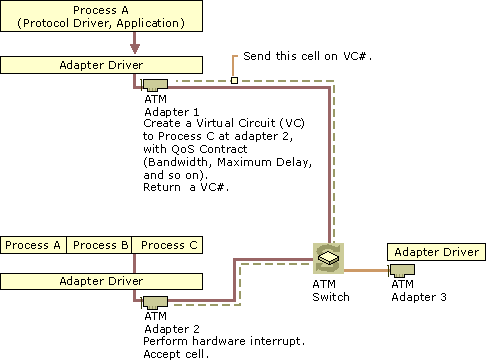 Process A
(Protocol Driver, Application)
Adapter Driver
Send this cell on VC#.
ATM
Adapter 1
Create a Virtual Circuit (VC)
to Process C at adapter 2,
with QoS Contract
(Bandwidth, Maximum Delay,
and so on).
Return a VC#.
Process A
Process B
Process C
Adapter Driver
Adapter Driver
ATM
Switch
ATM
Adapter 3
ATM
Adapter 2
Perform hardware interrupt.
Accept cell.